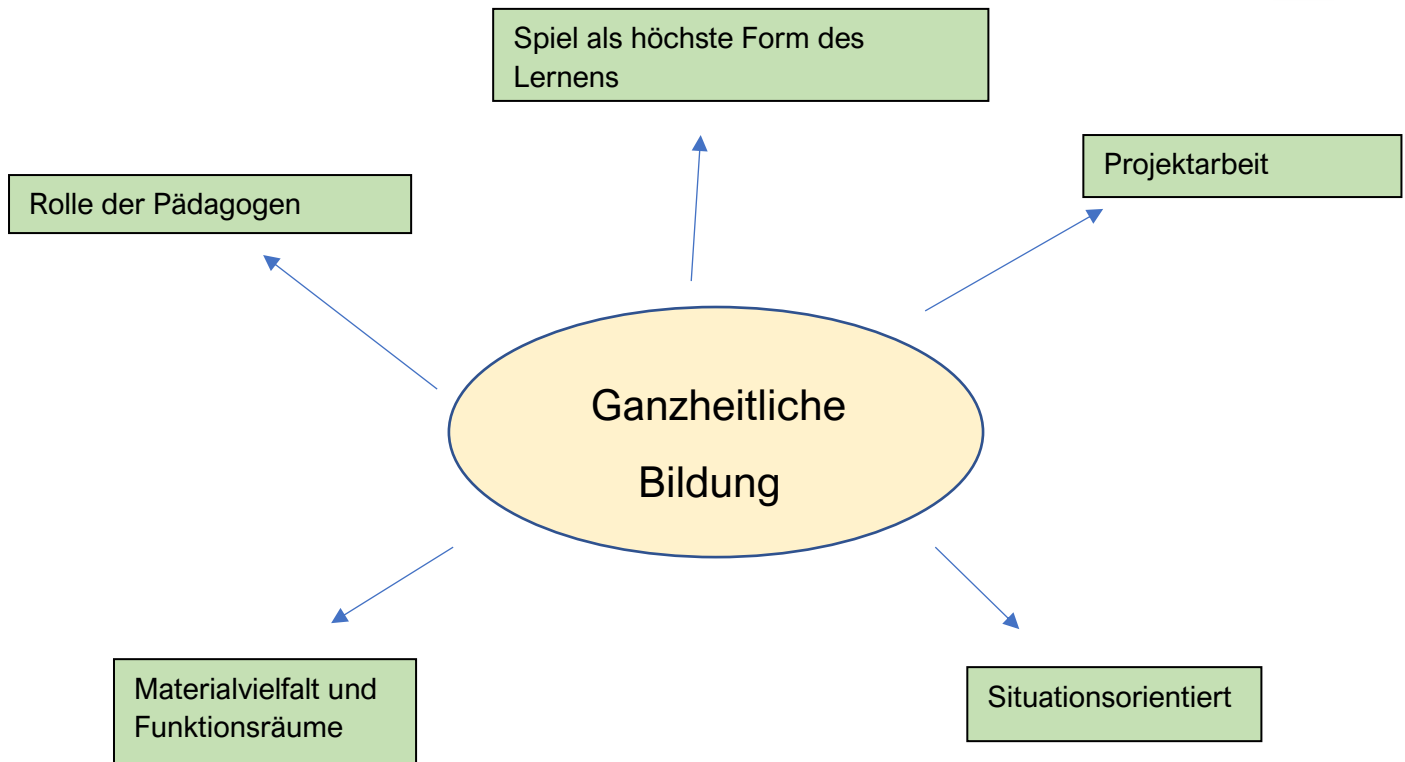 Spiel als höchste Form des
Lernens
Projektarbeit
Rolle der Pädagogen
Ganzheitliche
Bildung
Materialvielfalt und
Funktionsräume
Situationsorientiert